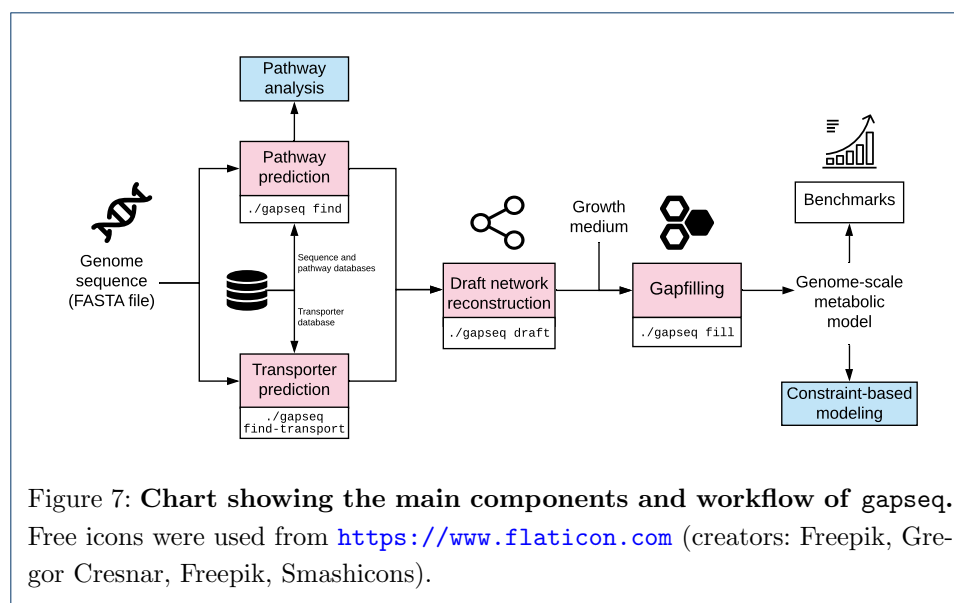 Pathway
analysis
Pathway
prediction
./gapseq find
Genome
sequence
(FASTA file)
Sequence and
pathway databases
Transporter
database
Transporter
prediction
./gapseq
find-transport
Draft network
reconstruction
./gapseq draft
Growth
medium
Gapfilling
./gapseq fill
Benchmarks
Genome-scale
metabolic
model
Constraint-based
modeling
Figure 7: Chart showing the main components and workflow of gapseq.
Free icons were used from https://www.flaticon.com (creators: Freepik, Gre-
gor Cresnar, Freepik, Smashicons).